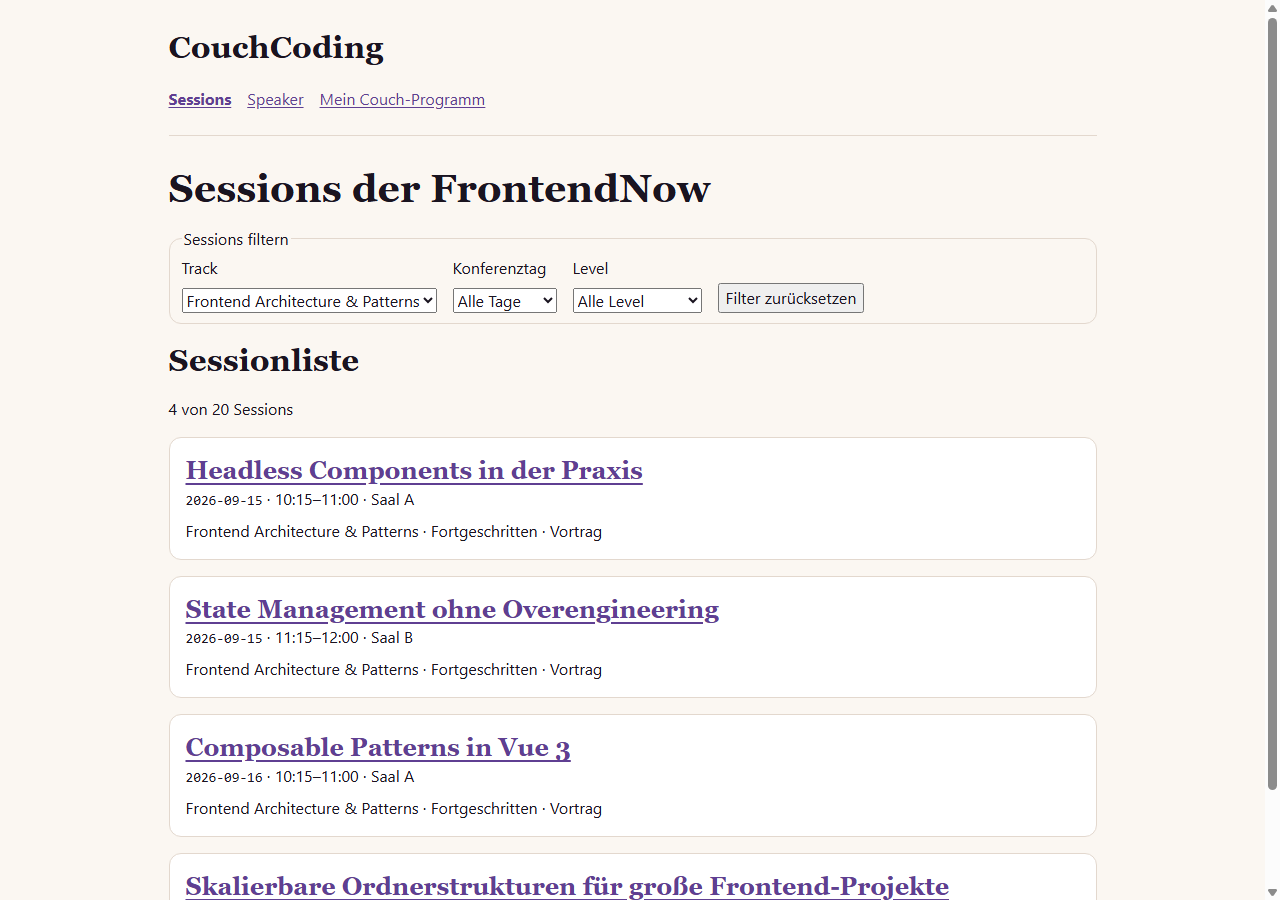 CouchCoding
Sessions Speaker Mein Couch-Programm
Sessions der FrontendNow
Sessions filtern
Track Konferenztag Level
Frontend Architecture & Patterns Alle Tage Alle Level Filter zurücksetzen
Sessionliste
4 von 20 Sessions
Headless Components in der Praxis
2026-09-15 · 10:15–11:00 · Saal A
Frontend Architecture & Patterns · Fortgeschritten · Vortrag
State Management ohne Overengineering
2026-09-15 · 11:15–12:00 · Saal B
Frontend Architecture & Patterns · Fortgeschritten · Vortrag
Composable Patterns in Vue 3
2026-09-16 · 10:15–11:00 · Saal A
Frontend Architecture & Patterns · Fortgeschritten · Vortrag
Skalierbare Ordnerstrukturen für große Frontend-Projekte